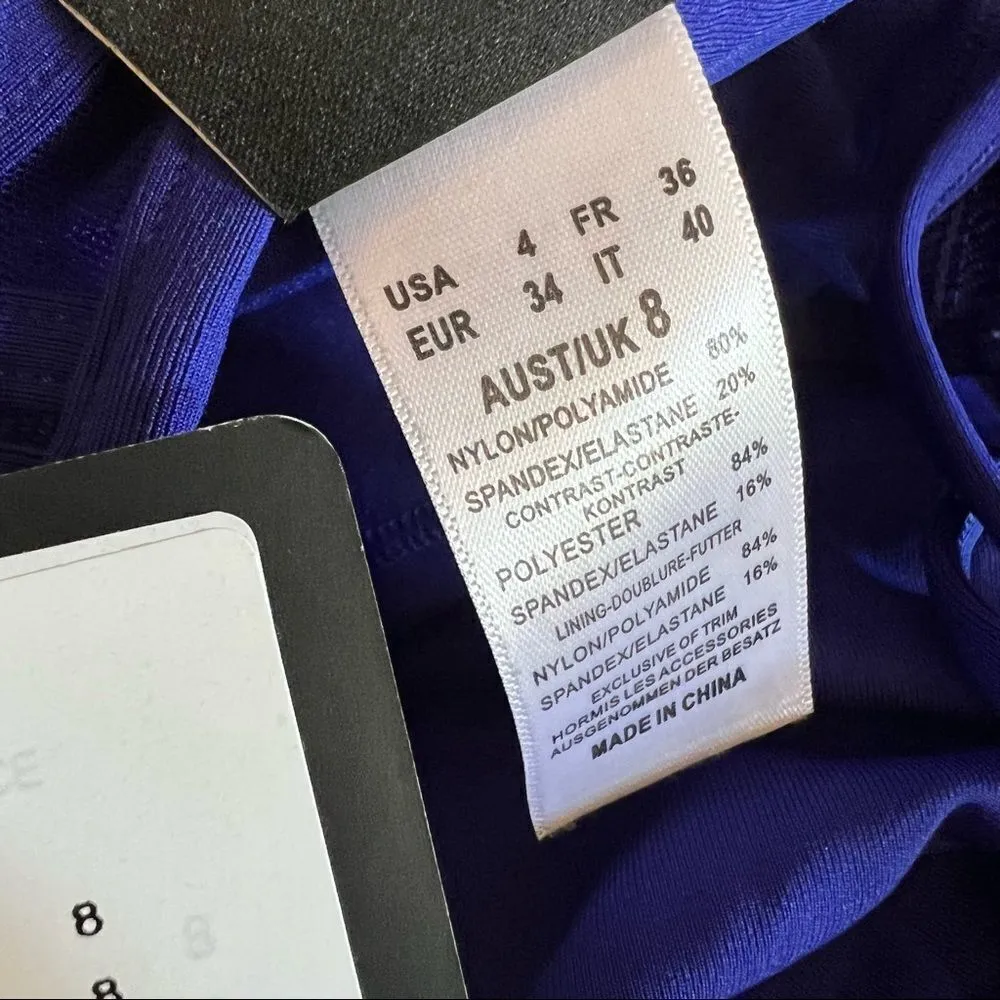 USA 4 FR 36
EUR 34 IT 40
AUST/UK 8
NYLON/POLYAMIDE 80%
SPANDEX/ELASTANE 20%
CONTRAST-CONTRASTE-
KONTRAST
POLYESTER 84%
SPANDEX/ELASTANE 16%
LINING-DOUBLURE-FUTTER
NYLON/POLYAMIDE 84%
SPANDEX/ELASTANE 16%
EXCLUSIVE OF TRIM
HORMIS LES ACCESSORIES
AUSGENOMMEN DER BESATZ
MADE IN CHINA
CE
8 8
8